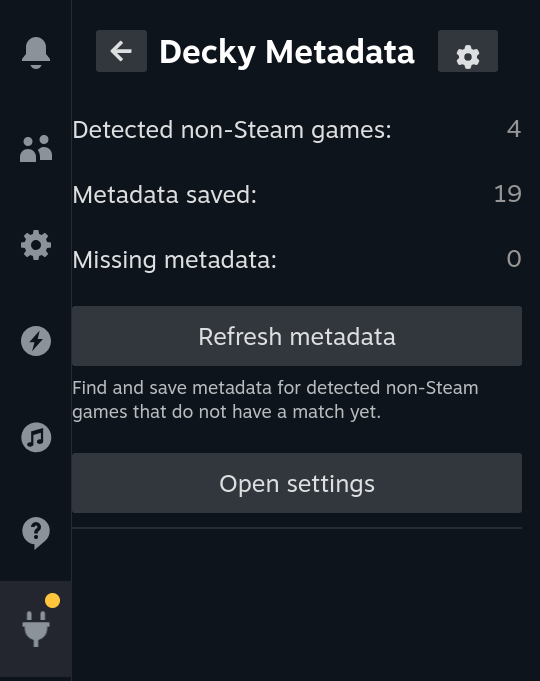 Decky Metadata
Detected non-Steam games: 4
Metadata saved: 19
Missing metadata: 0
Refresh metadata
Find and save metadata for detected non-Steam
games that do not have a match yet.
Open settings